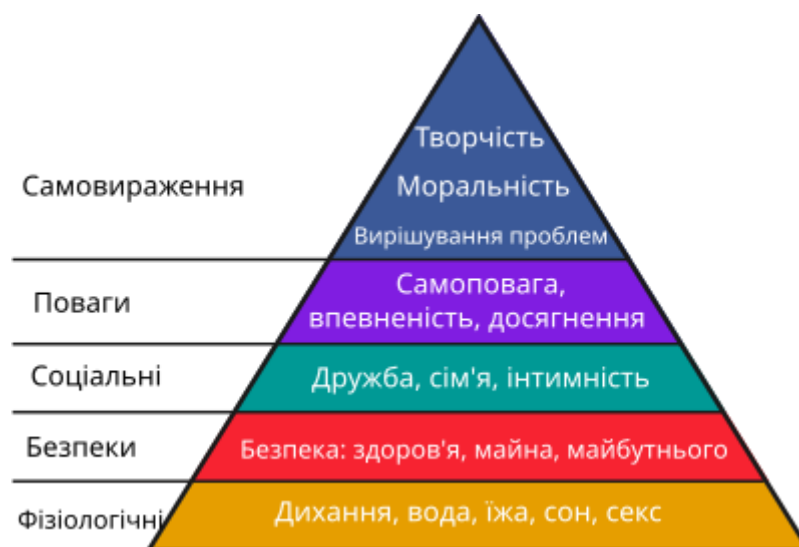 Творчість
Самовираження
Моральність
Вирішування проблем
Поваги
Самоповага,
впевненість, досягнення
Соціальні
Дружба, сім'я, інтимність
Безпеки
Безпека: здоров'я, майна, майбутнього
Фізіологічні
Дихання, вода, їжа, сон, секс